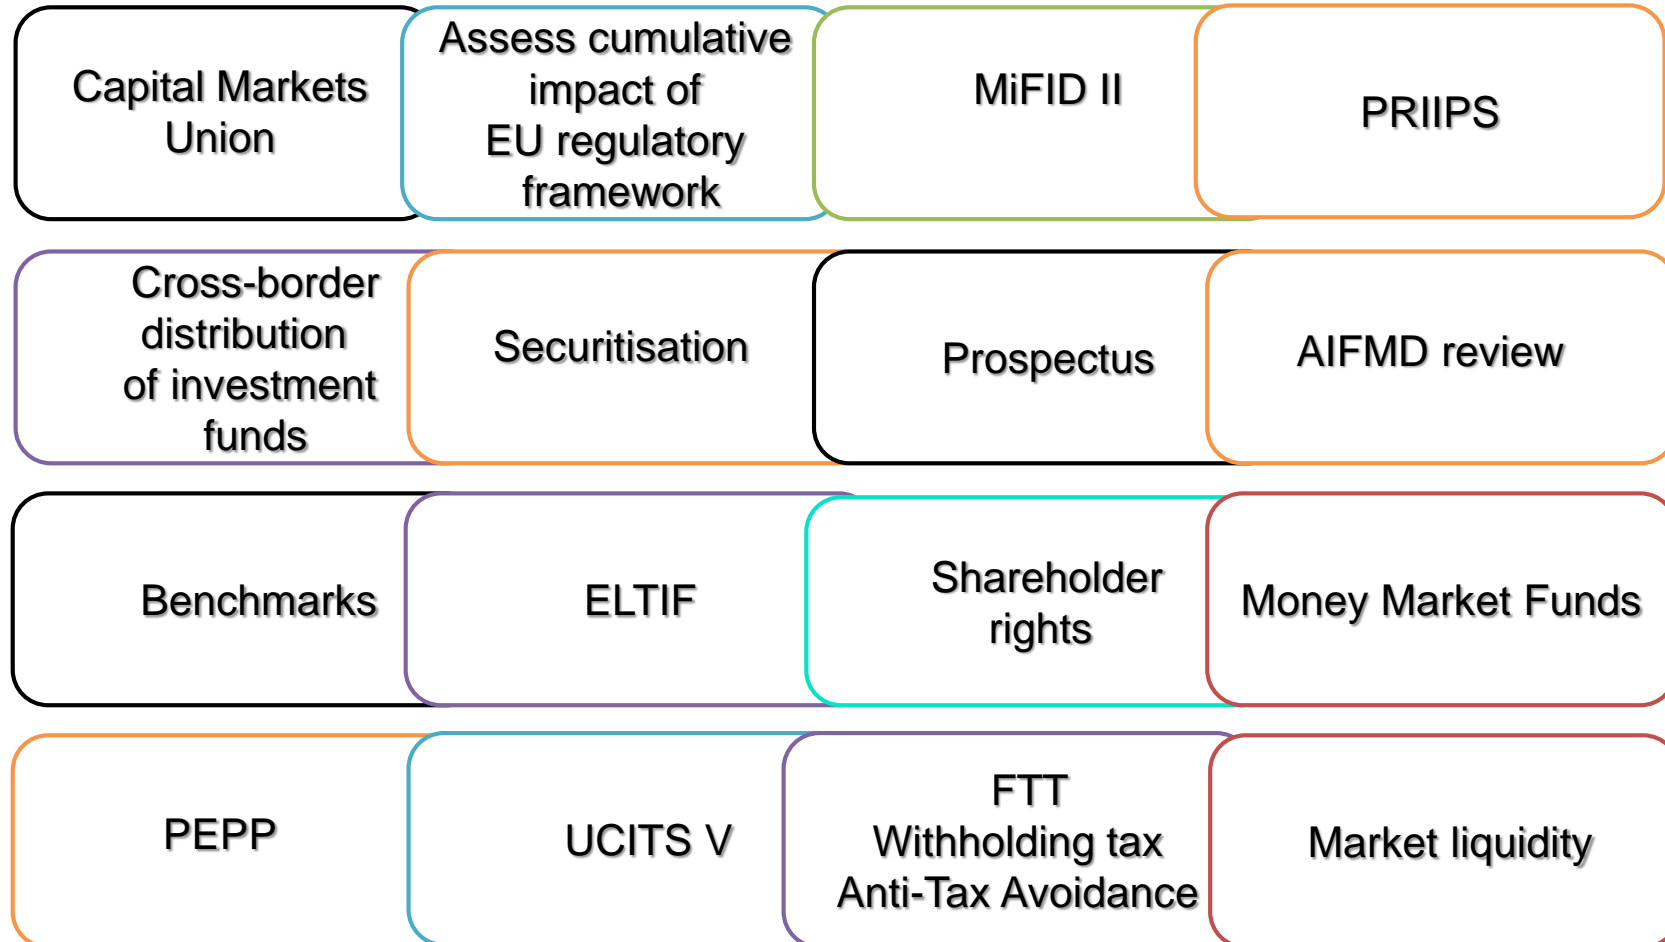 Capital Markets
Union
Assess cumulative
impact of
EU regulatory
framework
MiFID II
PRIIPS
Cross-border
distribution
of investment
funds
Securitisation
Prospectus
AIFMD review
Benchmarks
ELTIF
Shareholder
rights
Money Market Funds
PEPP
UCITS V
FTT
Withholding tax
Anti-Tax Avoidance
Market liquidity